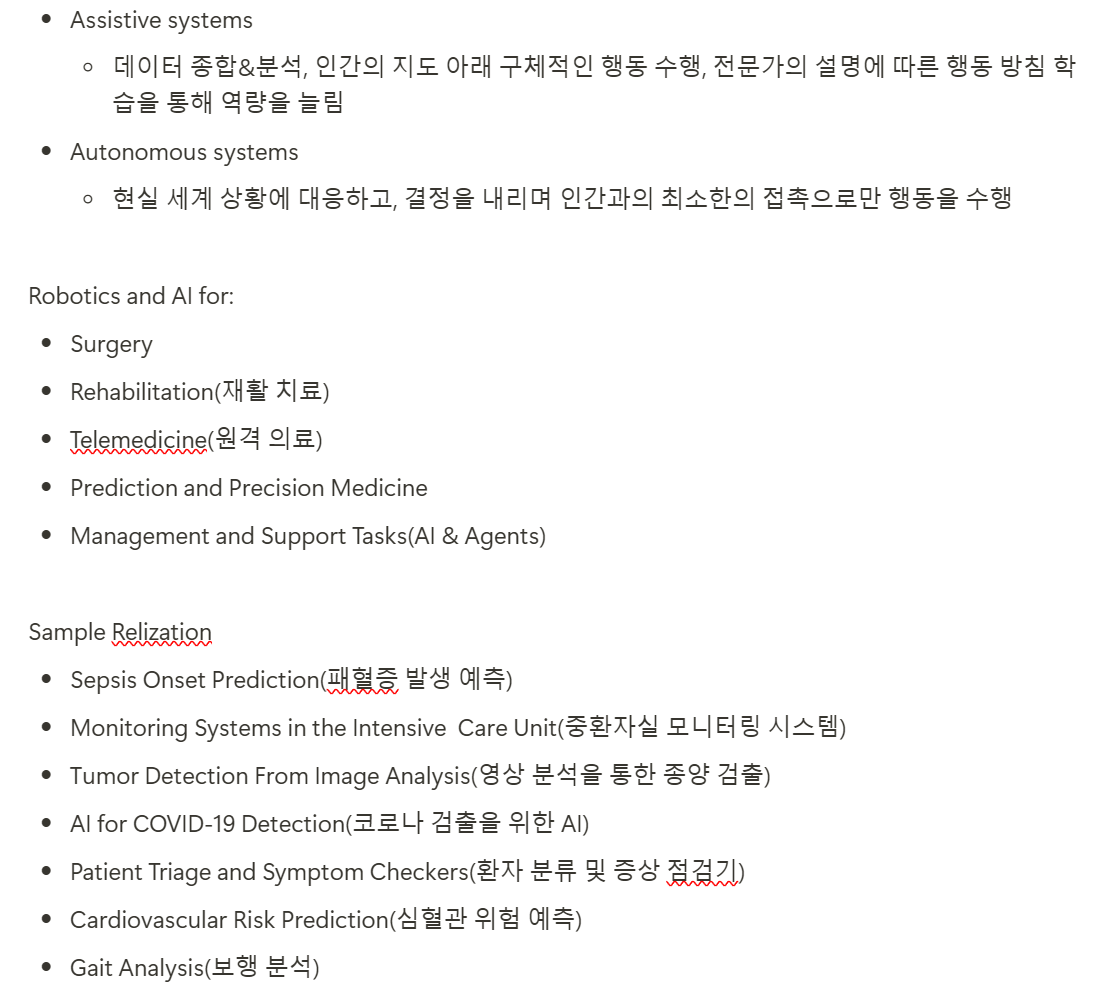 • Assistive systems
◦ 데이터 종합&분석, 인간의 지도 아래 구체적인 행동 수행, 전문가의 설명에 따른 행동 방침 학
습을 통해 역량을 늘림
• Autonomous systems
◦ 현실 세계 상황에 대응하고, 결정을 내리며 인간과의 최소한의 접촉으로만 행동을 수행
Robotics and AI for:
• Surgery
• Rehabilitation(재활 치료)
• Telemedicine(원격 의료)
• Prediction and Precision Medicine
• Management and Support Tasks(AI & Agents)
Sample Relization
• Sepsis Onset Prediction(패혈증 발생 예측)
• Monitoring Systems in the Intensive  Care Unit(중환자실 모니터링 시스템)
• Tumor Detection From Image Analysis(영상 분석을 통한 종양 검출)
• AI for COVID-19 Detection(코로나 검출을 위한 AI)
• Patient Triage and Symptom Checkers(환자 분류 및 증상 점검기)
• Cardiovascular Risk Prediction(심혈관 위험 예측)
• Gait Analysis(보행 분석)